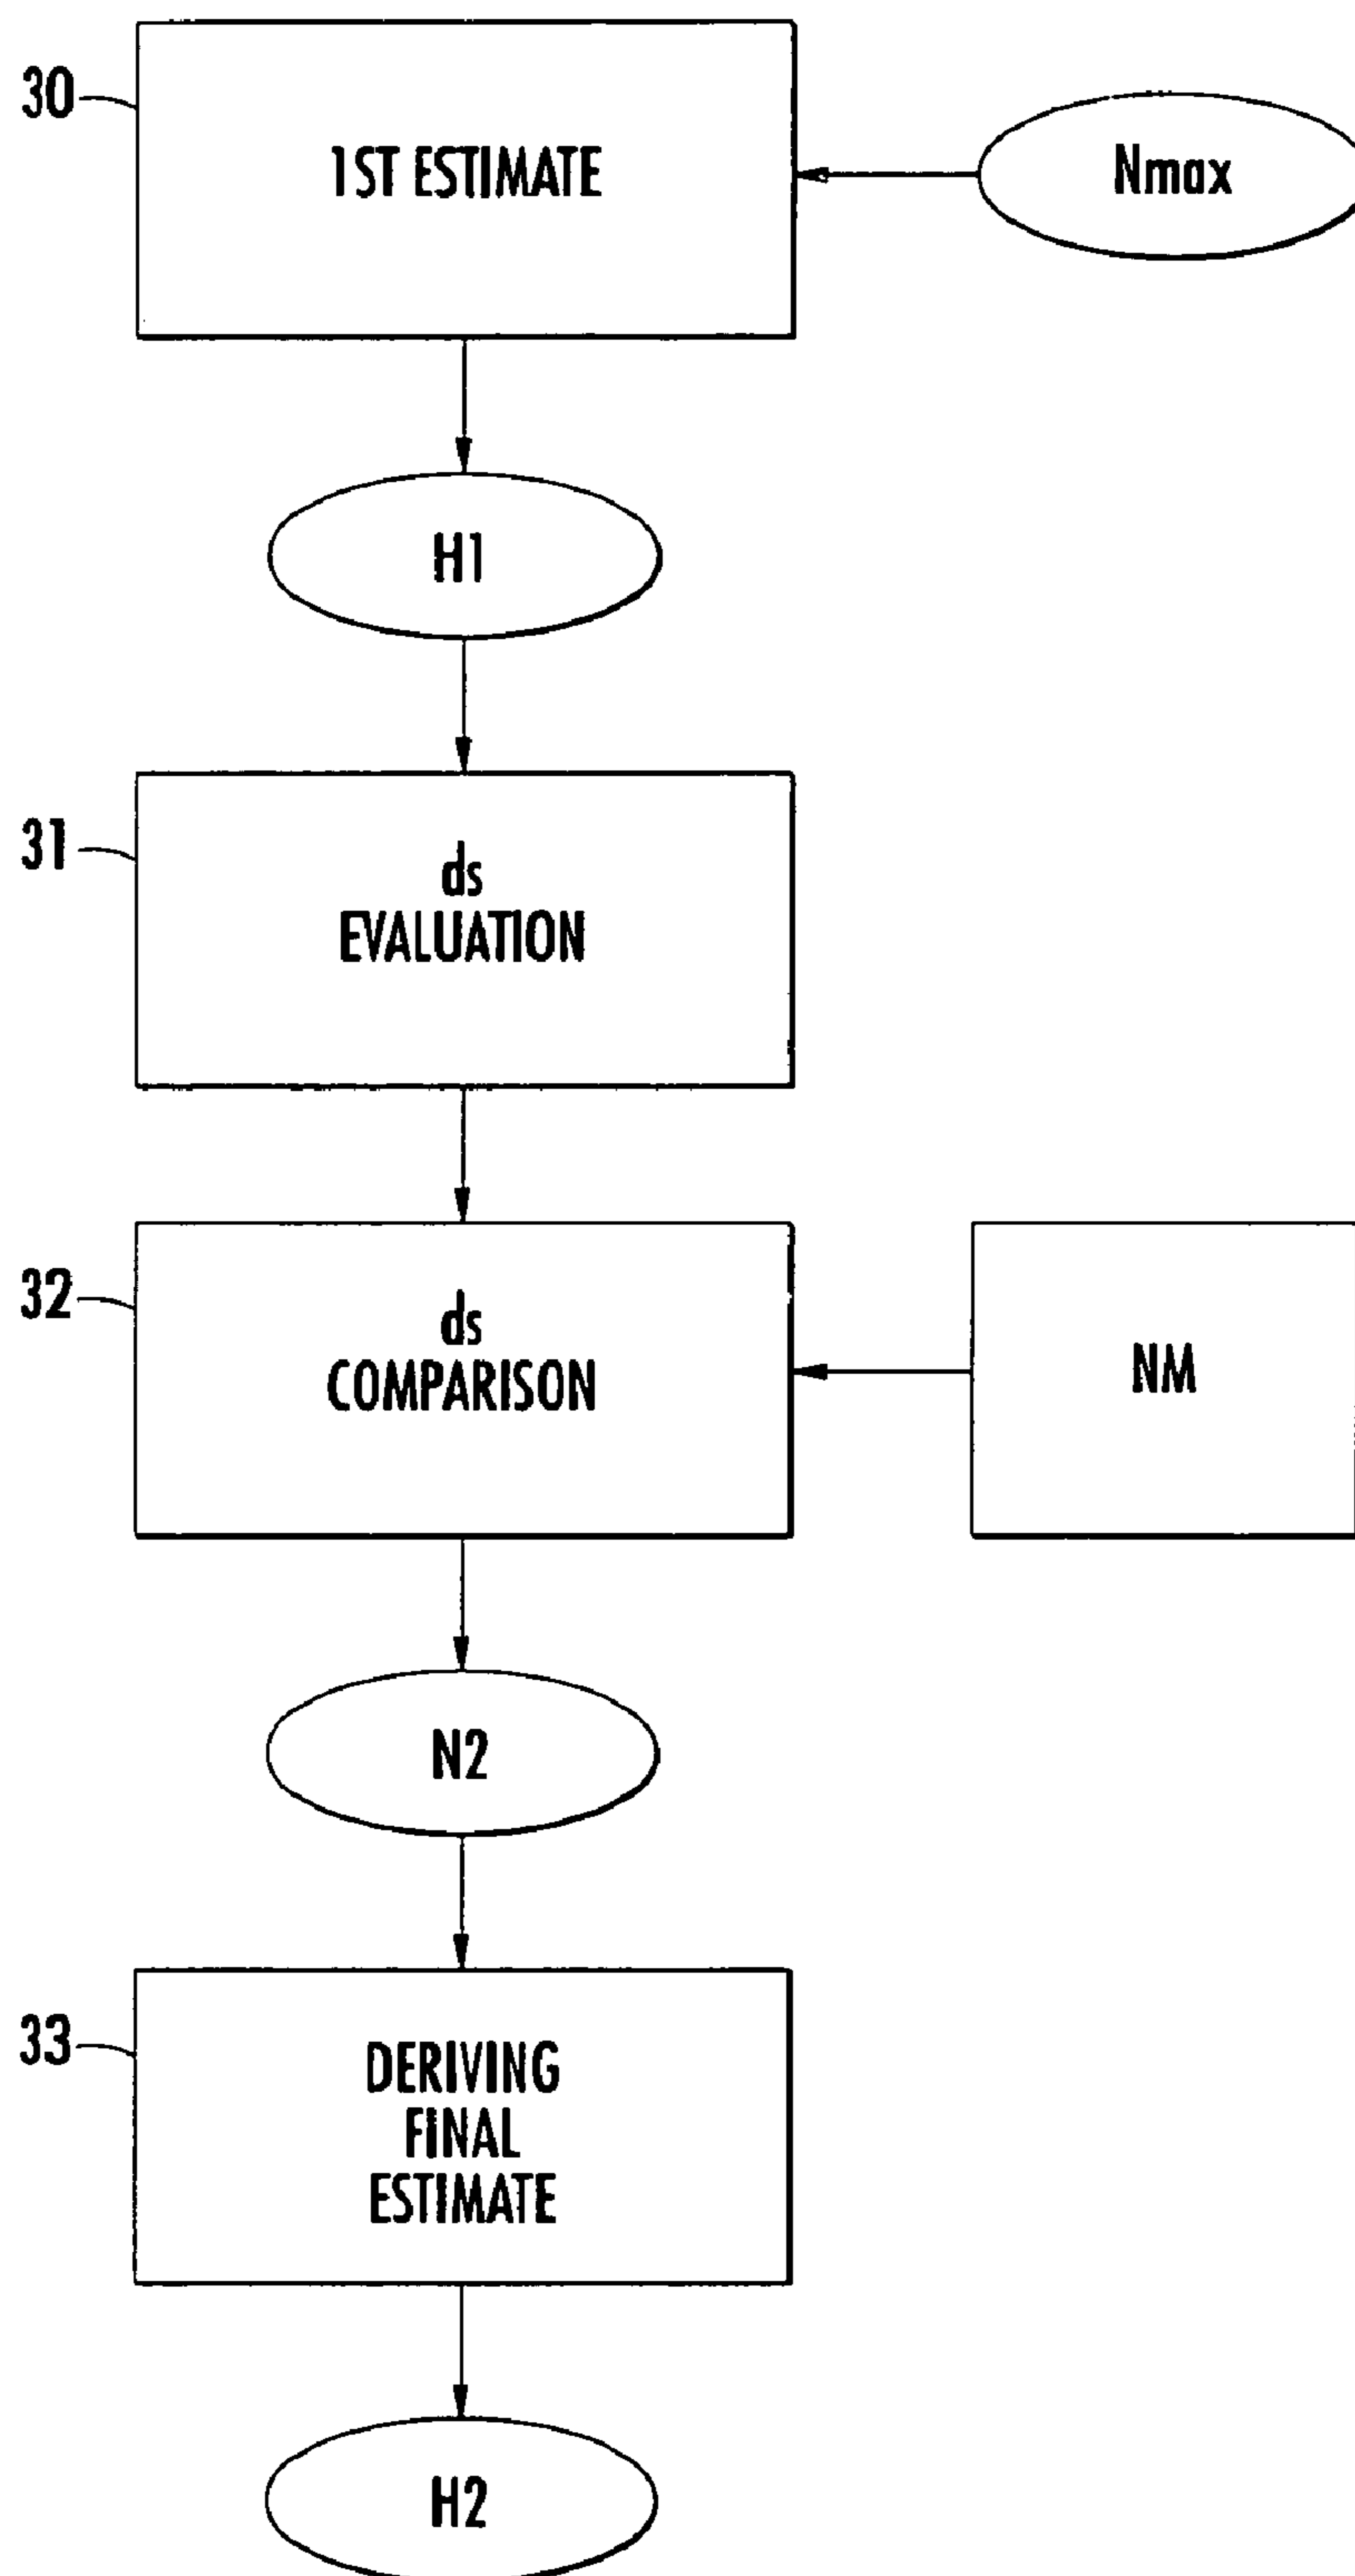 30
1ST ESTIMATE
Nmax
H1
31
ds
EVALUATION
32
ds
COMPARISON
NM
N2
33
DERIVING
FINAL
ESTIMATE
H2